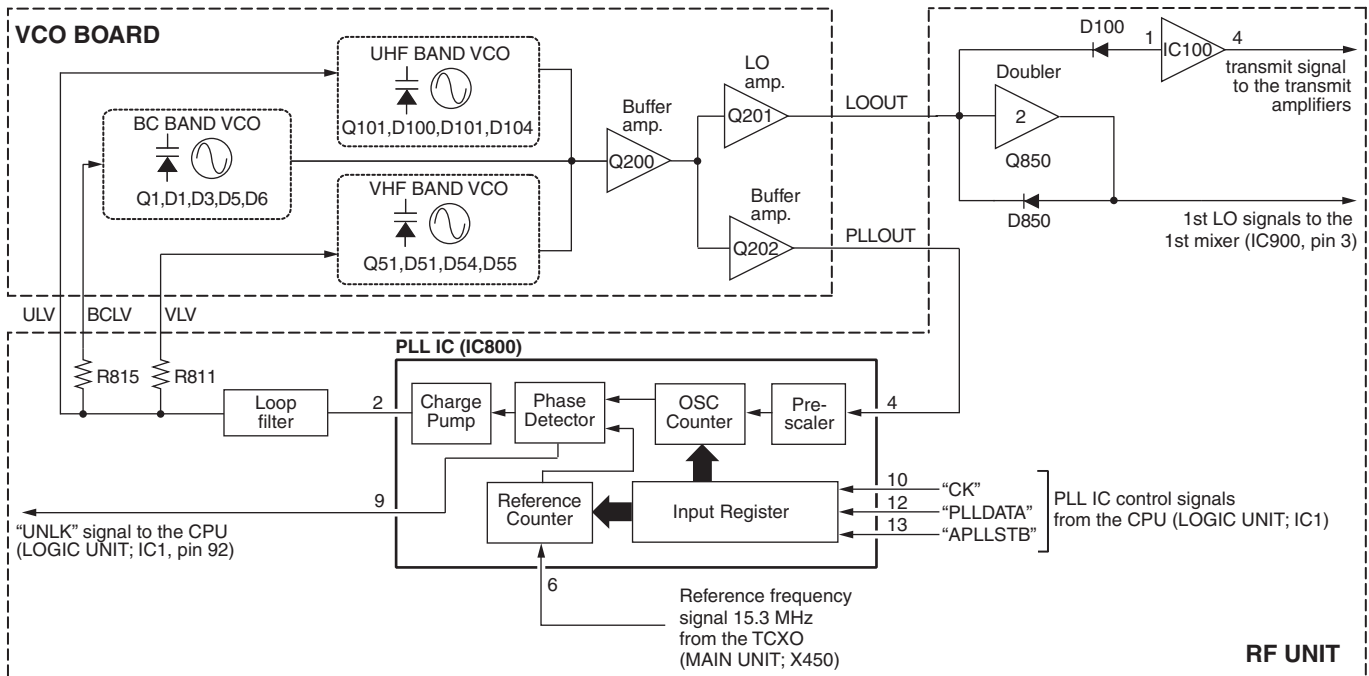 VCO BOARD
UHF BAND VCO
Q101,D100,D101,D104
BC BAND VCO
Q1,D1,D3,D5,D6
VHF BAND VCO
Q51,D51,D54,D55
Buffer
amp.
Q200
LO
amp.
Q201
Buffer
amp.
Q202
LOOUT
PLLOUT
D100
1
IC100
4
transmit signal
to the transmit
amplifiers
Doubler
2
Q850
D850
1st LO signals to the
1st mixer (IC900, pin 3)
ULV
BCLV
VLV
R815
R811
Loop
filter
PLL IC (IC800)
2
Charge
Pump
Phase
Detector
OSC
Counter
Pre-
scaler
4
9
Reference
Counter
Input Register
10
"CK"
12
"PLLDATA"
13
"APLLSTB"
PLL IC control signals
from the CPU (LOGIC UNIT; IC1)
"UNLK" signal to the CPU
(LOGIC UNIT; IC1, pin 92)
6
Reference frequency
signal 15.3 MHz
from the TCXO
(MAIN UNIT; X450)
RF UNIT